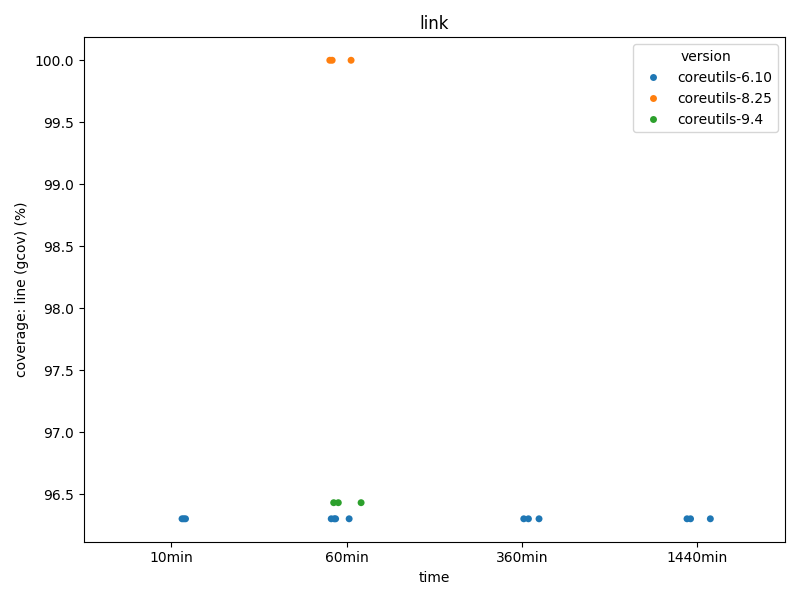 link
version
coreutils-6.10
coreutils-8.25
coreutils-9.4
coverage: line (gcov) (%)
100.0
99.5
99.0
98.5
98.0
97.5
97.0
96.5
10min
60min
360min
1440min
time